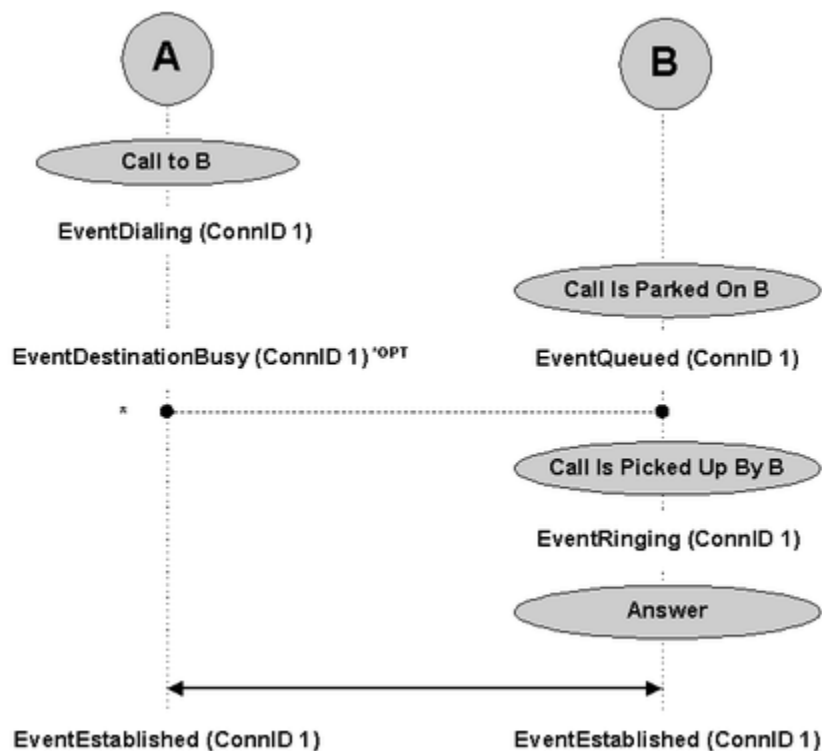 A
B
Call to B
EventDialing (ConnID 1)
Call Is Parked On B
EventDestinationBusy (ConnID 1) *OPT
EventQueued (ConnID 1)
*
Call Is Picked Up By B
EventRinging (ConnID 1)
Answer
EventEstablished (ConnID 1)
EventEstablished (ConnID 1)